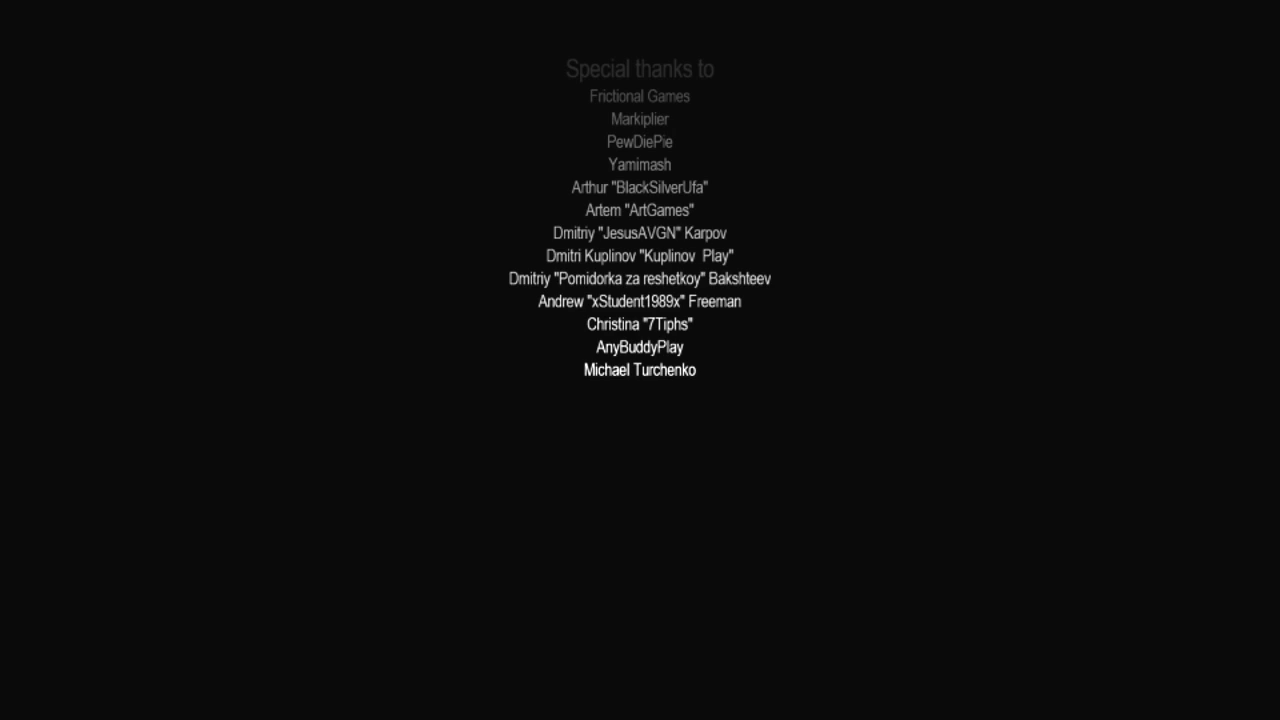 Special thanks to
Frictional Games
Markiplier
PewDiePie
Yamimash
Arthur "BlackSilverUfa"
Artem "ArtGames"
Dmitriy "JesusAVGN" Karpov
Dmitri Kuplinov "Kuplinov Play"
Dmitriy "Pomidorka za reshetkoy" Bakshteev
Andrew "xStudent1989x" Freeman
Christina "7Tiphs"
AnyBuddyPlay
Michael Turchenko